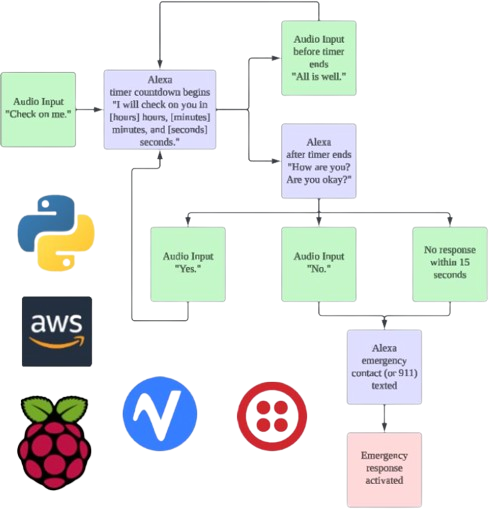 Audio Input
before timer
ends
"All is well."
Alexa
timer countdown begins
"I will check on you in
[hours] hours, [minutes]
minutes, and [seconds]
seconds."
Audio Input
"Check on me."
Alexa
after timer ends
"How are you?
Are you okay?"
Audio Input
"Yes."
Audio Input
"No."
No response
within 15
seconds
aws
Alexa
emergency
contact (or 911)
texted
Emergency
response
activated